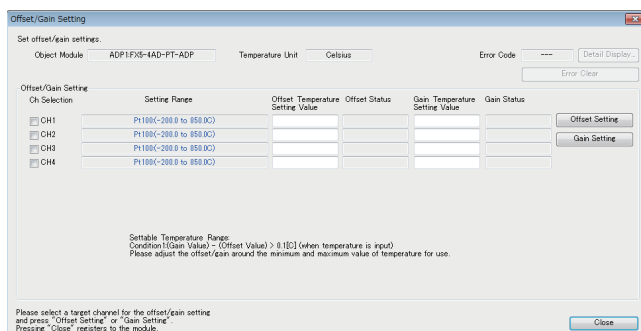 Offset/Gain Setting
Set offset/gain settings.
Object Module ADP1:FX5-4AD-PT-ADP Temperature Unit Celsius Error Code --- Detail Display...
Error Clear
Offset/Gain Setting
Ch Selection Setting Range Offset Temperature Setting Value Offset Status Gain Temperature Setting Value Gain Status
CH1 Pt100(-200.0 to 850.0C) Offset Setting
CH2 Pt100(-200.0 to 850.0C) Gain Setting
CH3 Pt100(-200.0 to 850.0C)
CH4 Pt100(-200.0 to 850.0C)
Settable Temperature Range:
Condition1:(Gain Value) - (Offset Value) > 0.1[C] (when temperature is input)
Please adjust the offset/gain around the minimum and maximum value of temperature for use.
Please select a target channel for the offset/gain setting
and press "Offset Setting" or "Gain Setting".
Pressing "Close" registers to the module.
Close